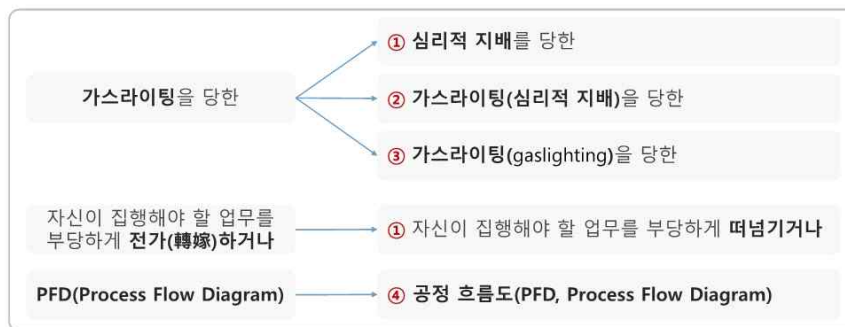 가스라이팅을 당한
① 심리적 지배를 당한
② 가스라이팅(심리적 지배)을 당한
③ 가스라이팅(gaslighting)을 당한
자신이 집행해야 할 업무를
부당하게 전가(轉嫁)하거나
① 자신이 집행해야 할 업무를 부당하게 떠넘기거나
PFD(Process Flow Diagram)
④ 공정 흐름도(PFD, Process Flow Diagram)